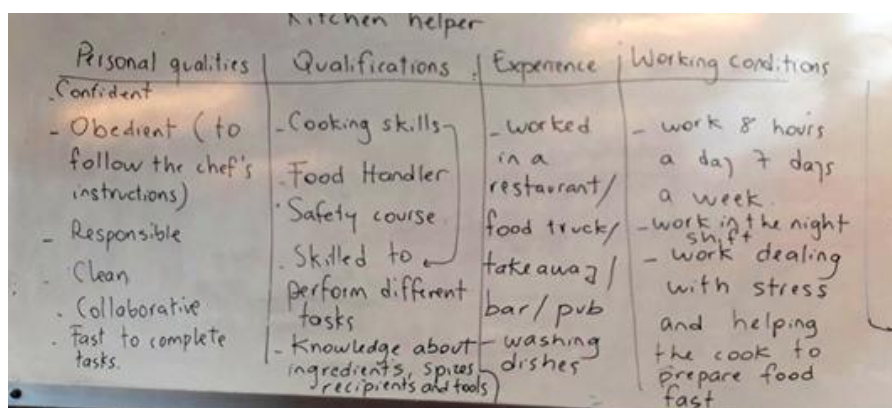 Kitchen helper
Personal qualities | Qualifications | Experience | Working conditions
- Confident
- Obedient (to
follow the chef's
instructions)
- Responsible
- Clean
- Collaborative
- Fast to complete
tasks.
- Cooking skills
- Food Handler
- Safety course.
- Skilled to
perform different
tasks
- Knowledge about
ingredients, spices,
recipients and tools
- worked
in a
restaurant/
food truck/
takeaway/
bar/pub
- washing
dishes
- work 8 hours
a day 7 days
a week.
- work in the night
shift
- work dealing
with stress
and helping
the cook to
prepare food
fast